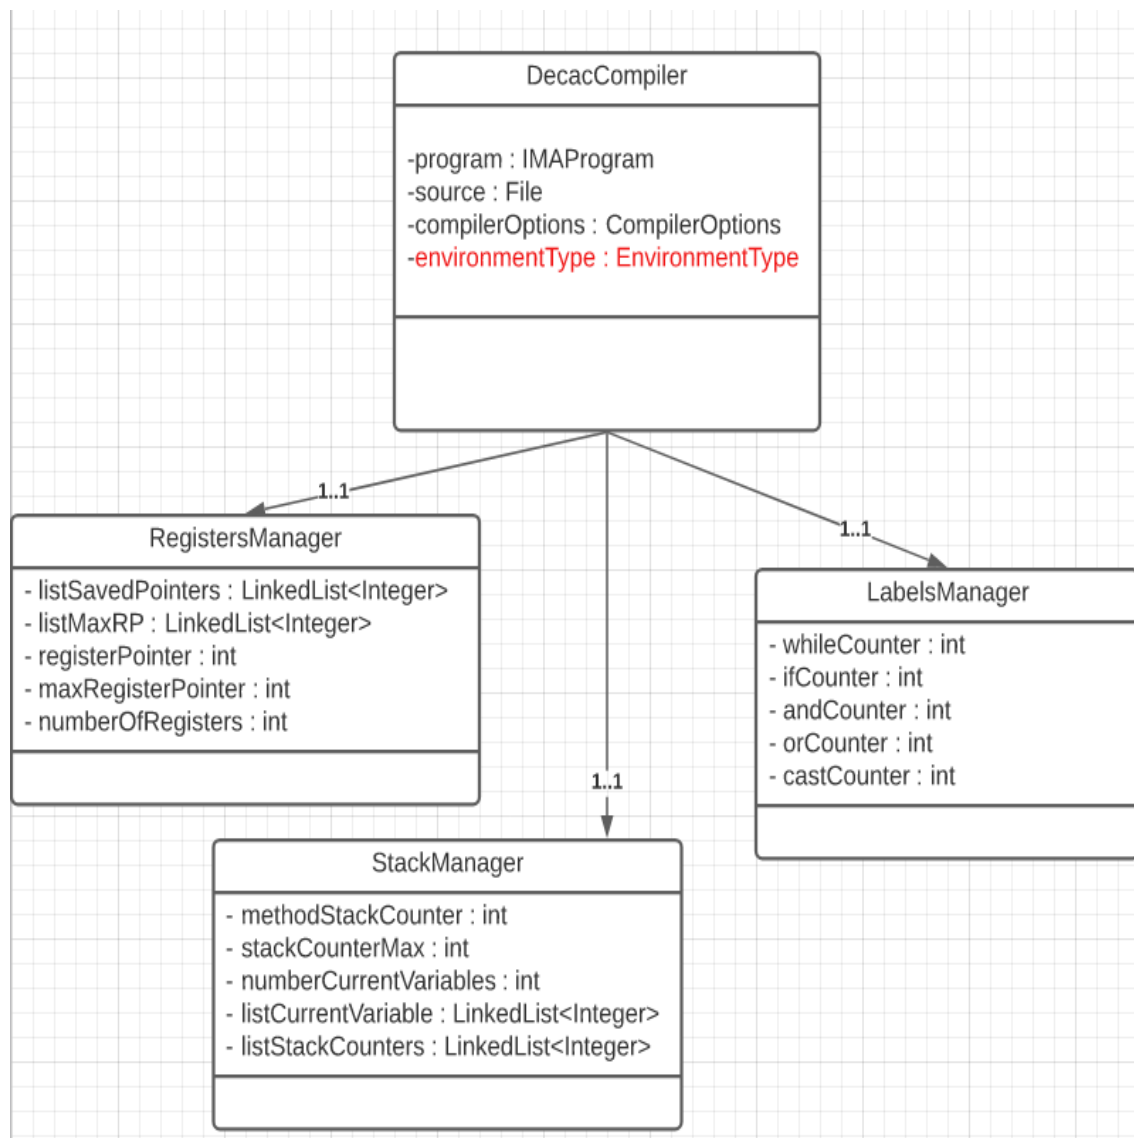 DecacCompiler
-program : IMAProgram
-source : File
-compilerOptions : CompilerOptions
-environmentType : EnvironmentType
1..1
1..1
RegistersManager
- listSavedPointers : LinkedList<Integer>
- listMaxRP : LinkedList<Integer>
- registerPointer : int
- maxRegisterPointer : int
- numberOfRegisters : int
LabelsManager
- whileCounter : int
- ifCounter : int
- andCounter : int
- orCounter : int
- castCounter : int
1..1
StackManager
- methodStackCounter : int
- stackCounterMax : int
- numberCurrentVariables : int
- listCurrentVariable : LinkedList<Integer>
- listStackCounters : LinkedList<Integer>